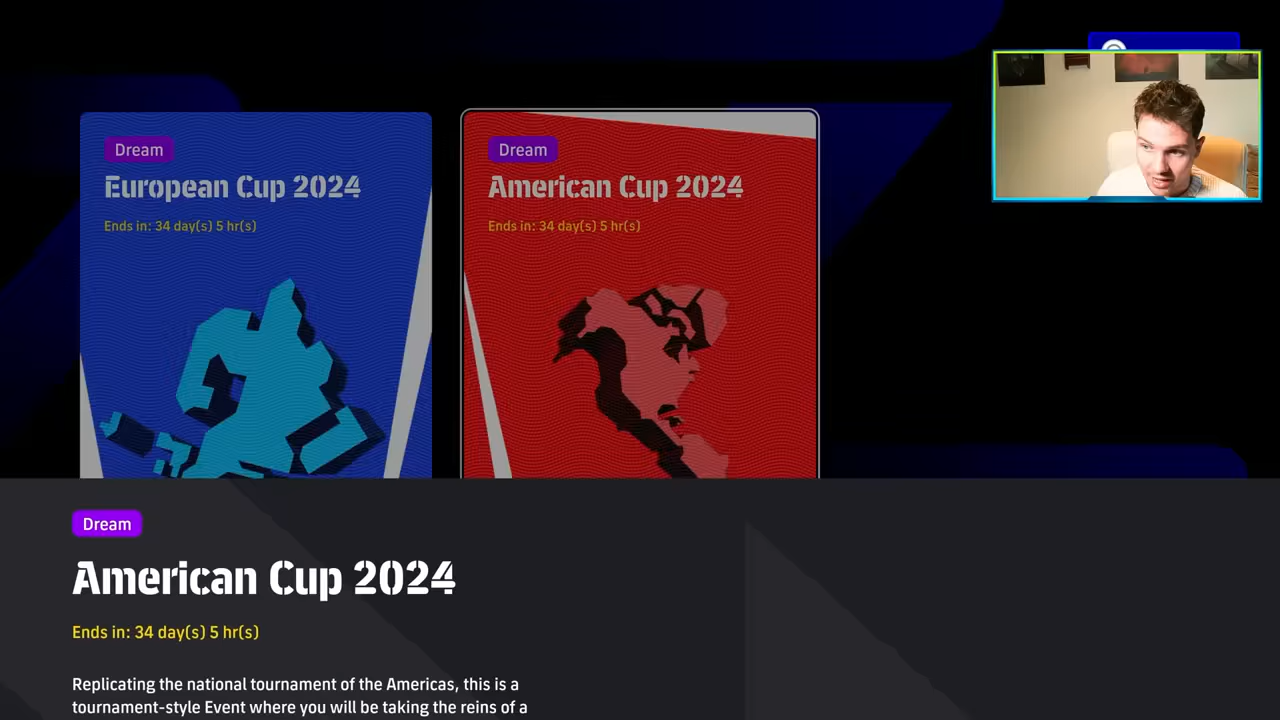 Dream
European Cup 2024
Ends in: 34 day(s) 5 hr(s)
Dream
American Cup 2024
Ends in: 34 day(s) 5 hr(s)
Dream
American Cup 2024
Ends in: 34 day(s) 5 hr(s)
Replicating the national tournament of the Americas, this is a
tournament-style Event where you will be taking the reins of a